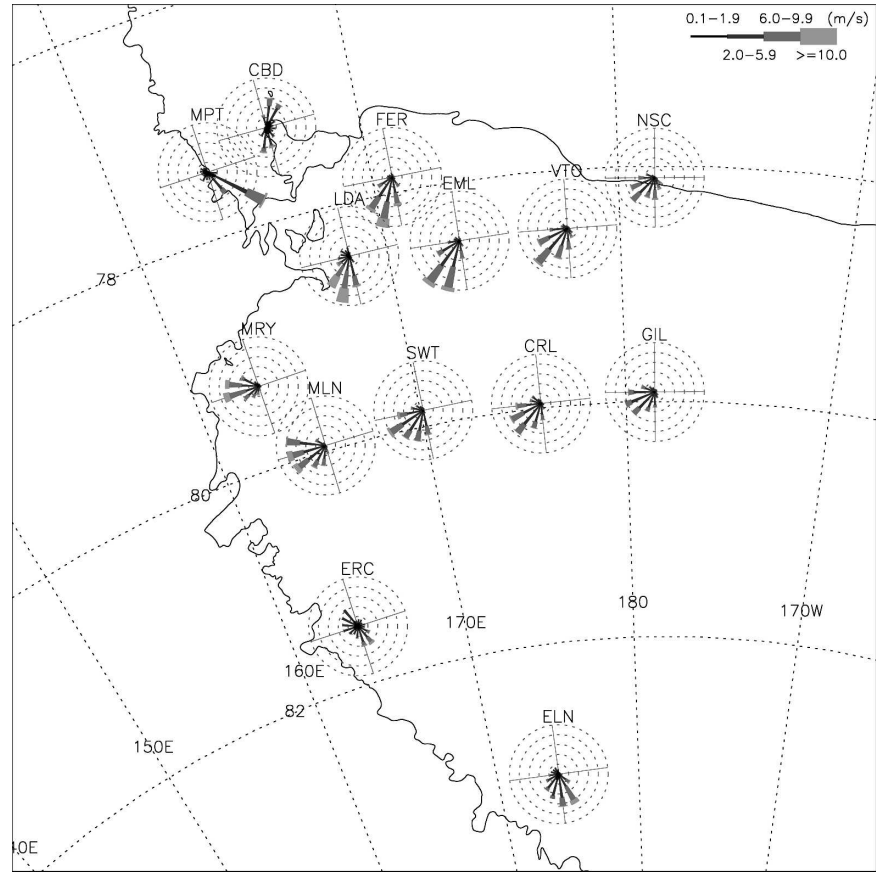 0.1-1.9 6.0-9.9 (m/s)
2.0-5.9 >=10.0
CBD
MPT
FER
NSC
VTO
EML
LDA
78
MRY
GIL
CRL
SWT
MLN
80
ERC
180
170W
170E
160E
82
ELN
150E
40E